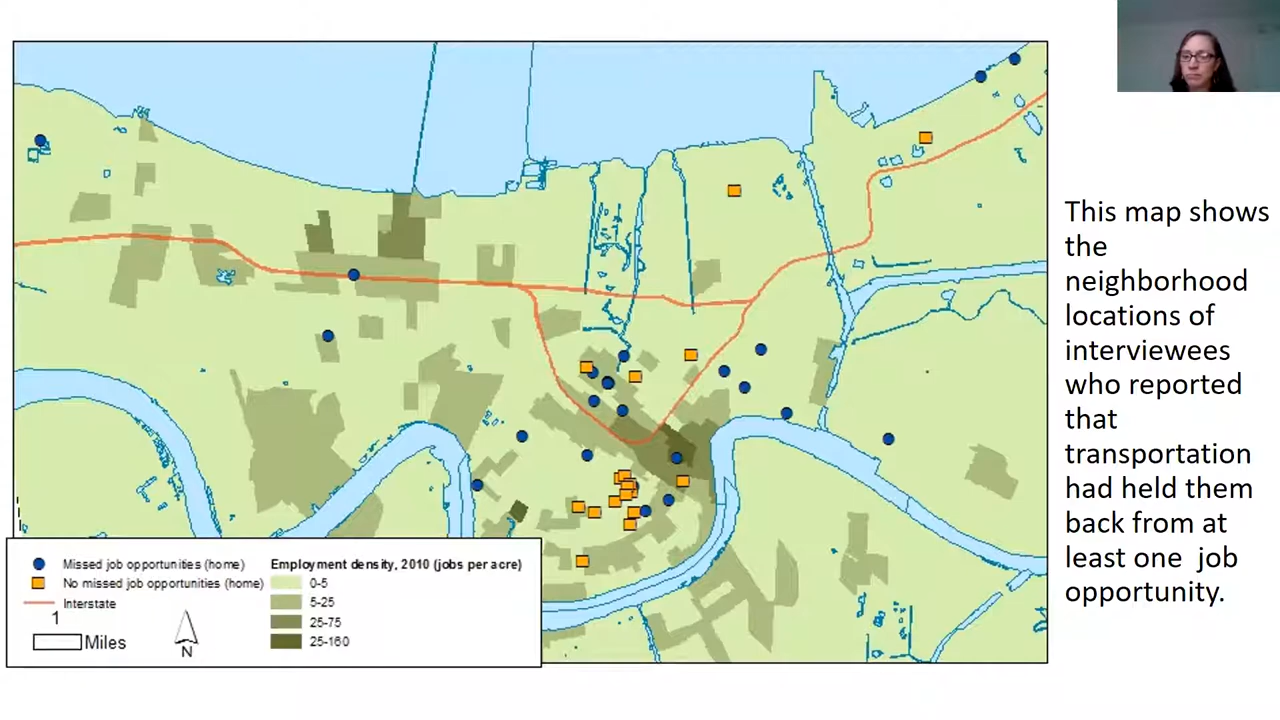 This map shows
the
neighborhood
locations of
interviewees
who reported
that
transportation
had held them
back from at
least one  job
opportunity.
Missed job opportunities (home)
No missed job opportunities (home)
Interstate
1
Miles
N
Employment density, 2010 (jobs per acre)
0-5
5-25
25-75
25-160